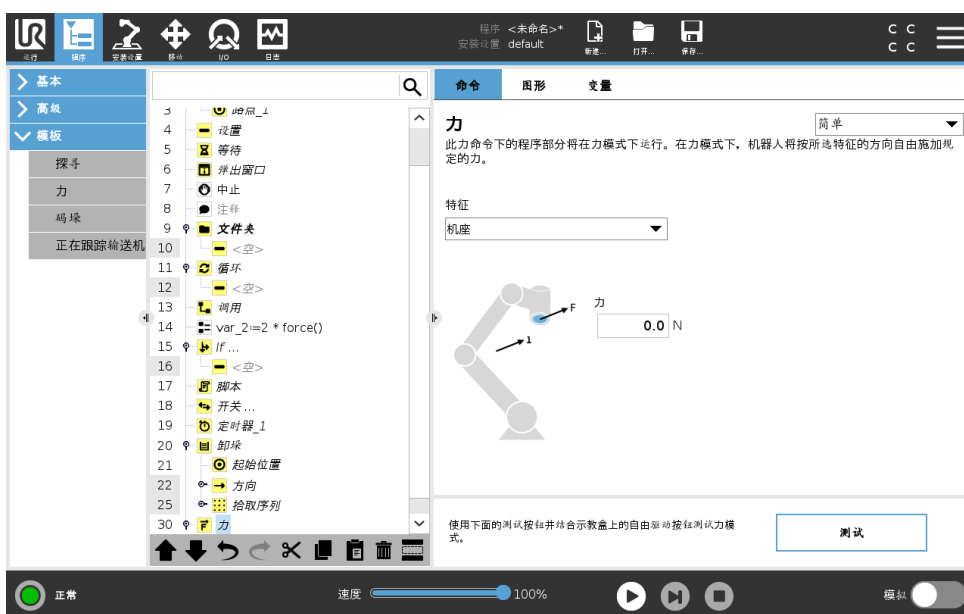 运行
程序
安装设置
移动
I/O
日志
程序 <未命名>*
安装设置 default
新建...
打开...
保存...
C C
C C
基本
高级
模板
探寻
力
码垛
正在跟踪输送机
3 路点_1
4 设置
5 等待
6 弹出窗口
7 中止
8 注释
9 文件夹
10 <空>
11 循环
12 <空>
13 调用
14 var_2:=2 * force()
15 If ...
16 <空>
17 脚本
18 开关 ...
19 定时器_1
20 卸垛
21 起始位置
22 方向
25 拾取序列
30 力
命令 图形 变量
力
简单
此力命令下的程序部分将在力模式下运行。在力模式下，机器人将按所选特征的方向自由施加规
定的力。
特征
机座
F
1
力
0.0 N
使用下面的测试按钮并结合示教盒上的自由驱动按钮测试力模
式。
测试
正常
速度 100%
模拟